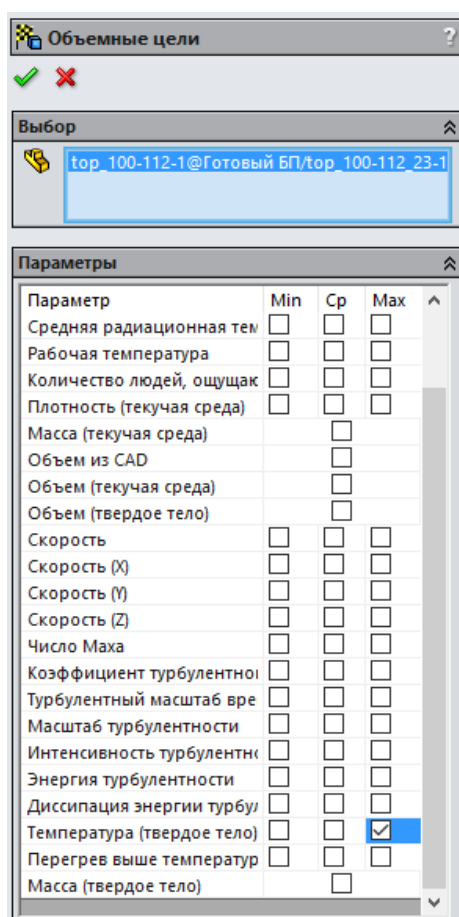 Объемные цели ?
Выбор
top_100-112-1@Готовый БП/top_100-112_23-1
Параметры
Параметр Min Ср Max
Средняя радиационная тем
Рабочая температура
Количество людей, ощущаю
Плотность (текучая среда)
Масса (текучая среда)
Объем из CAD
Объем (текучая среда)
Объем (твердое тело)
Скорость
Скорость (X)
Скорость (Y)
Скорость (Z)
Число Маха
Коэффициент турбулентно
Турбулентный масштаб вре
Масштаб турбулентности
Интенсивность турбулентно
Энергия турбулентности
Диссипация энергии турбул
Температура (твердое тело)
Перегрев выше температур
Масса (твердое тело)